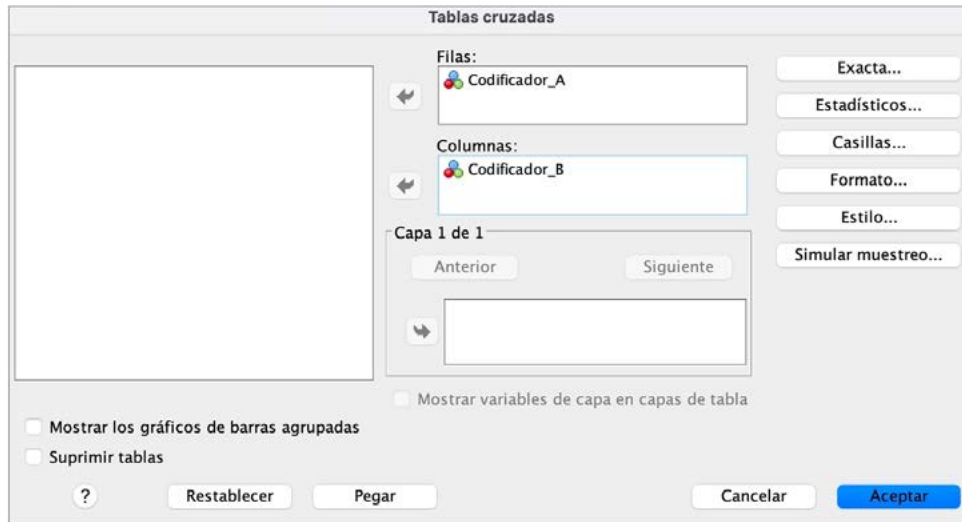 Tablas cruzadas
Filas:
Codificador_A
Columnas:
Codificador_B
Capa 1 de 1
Anterior
Siguiente
Mostrar variables de capa en capas de tabla
Exacta...
Estadísticos...
Casillas...
Formato...
Estilo...
Simular muestreo...
Mostrar los gráficos de barras agrupadas
Suprimir tablas
?
Restablecer
Pegar
Cancelar
Aceptar